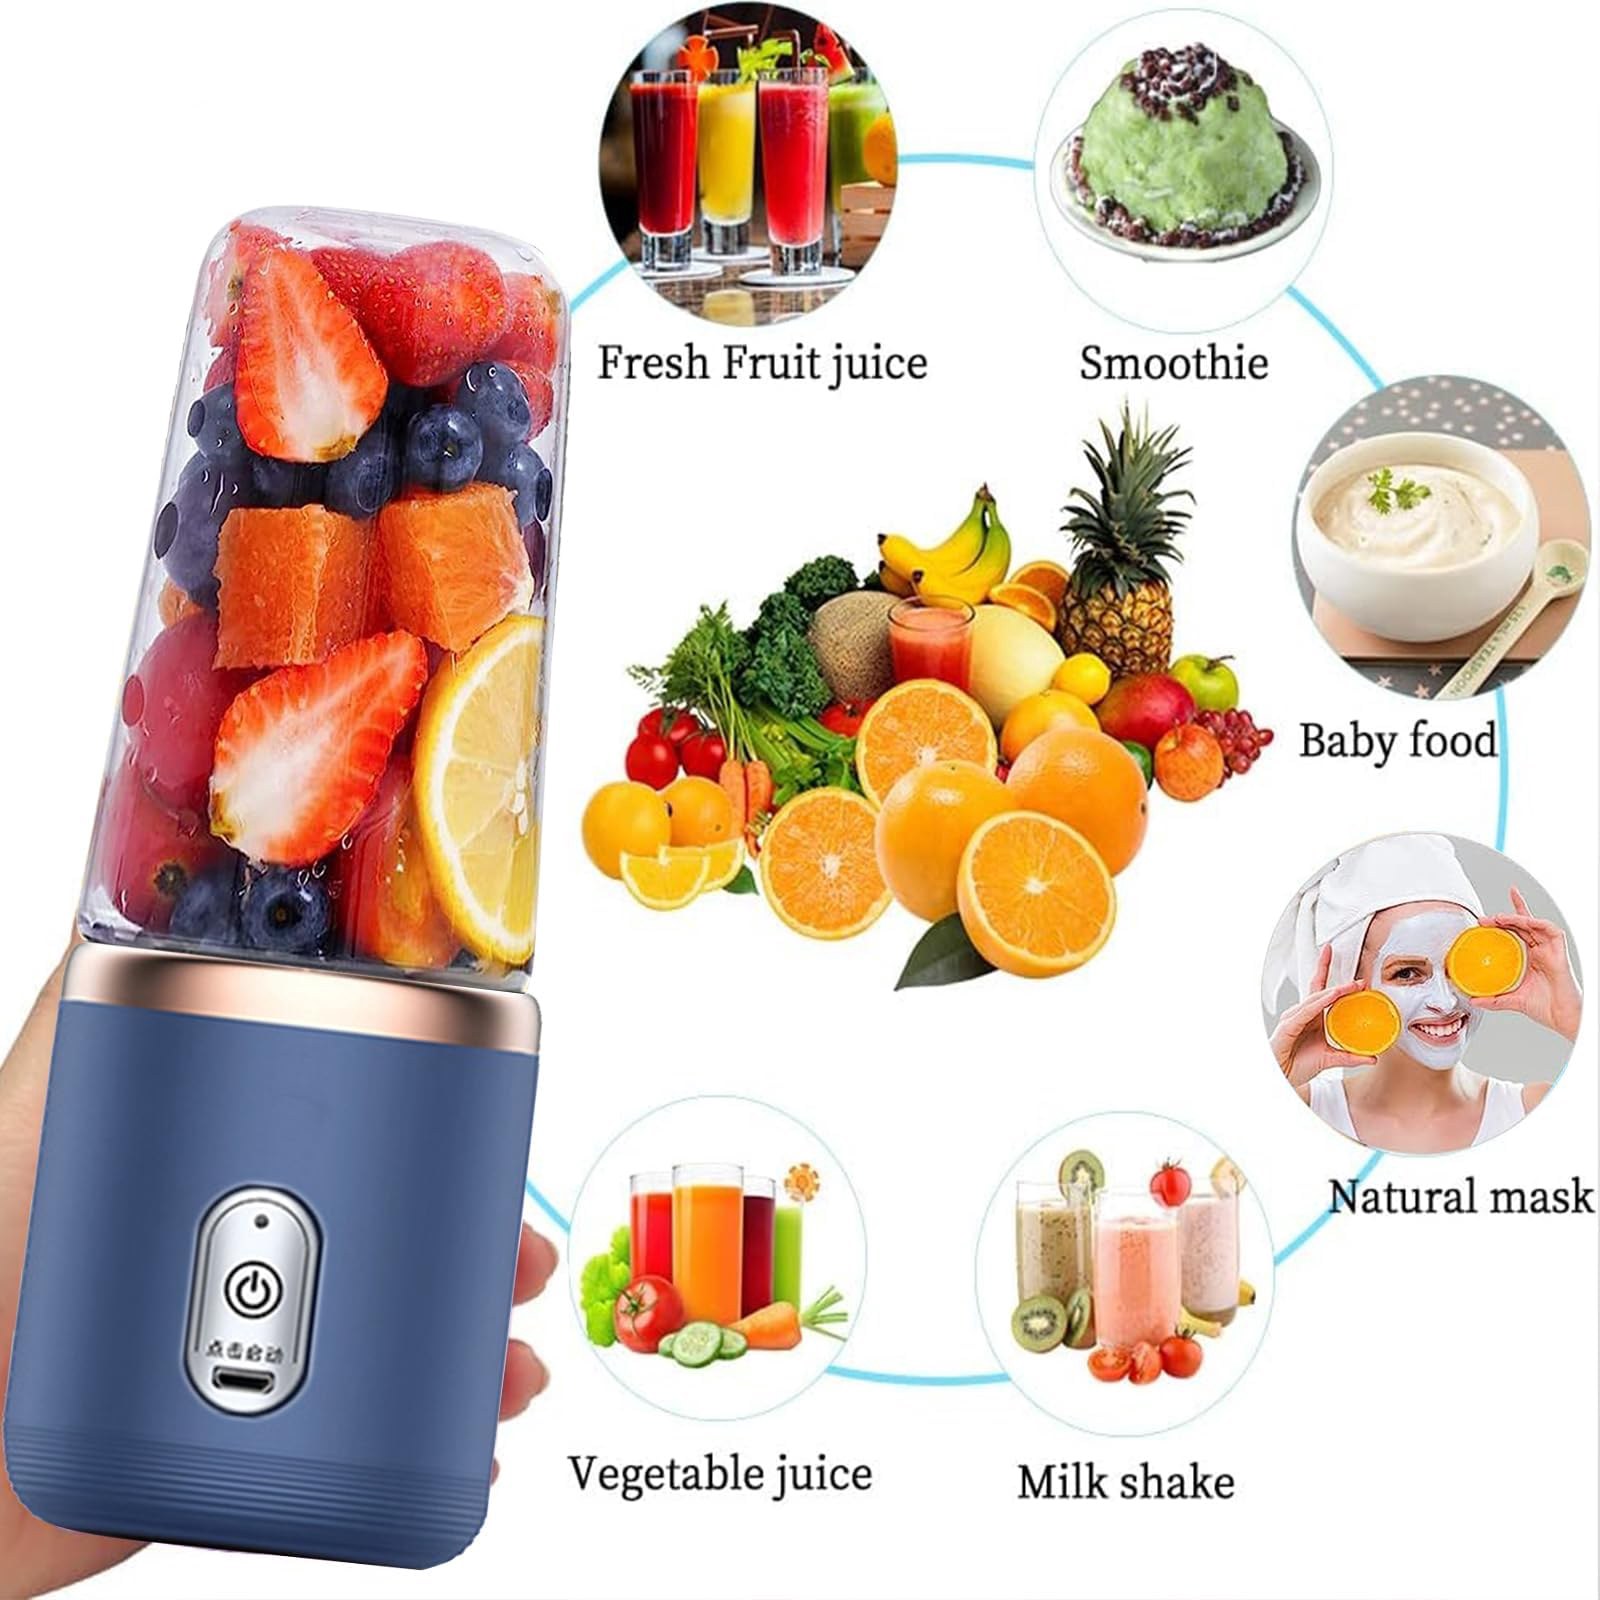 Fresh Fruit juice
Smoothie
Baby food
Natural mask
点击启动
Vegetable juice
Milk shake